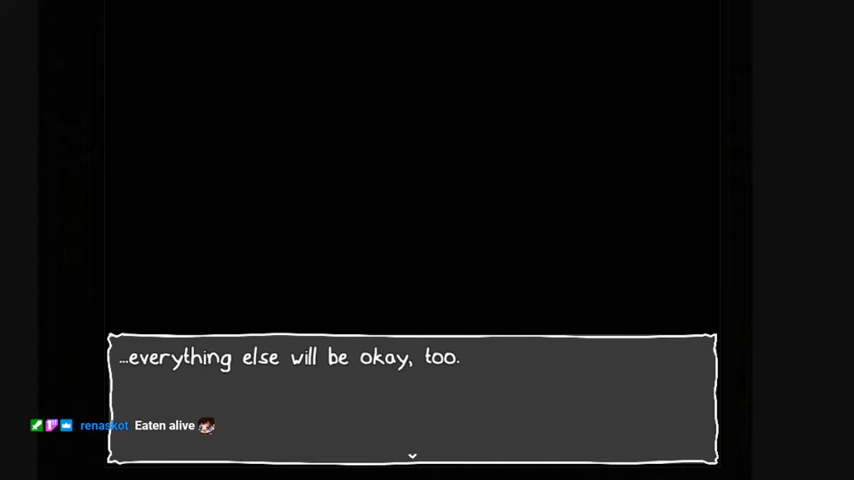 ...everything else will be okay, too.
renaskot Eaten alive